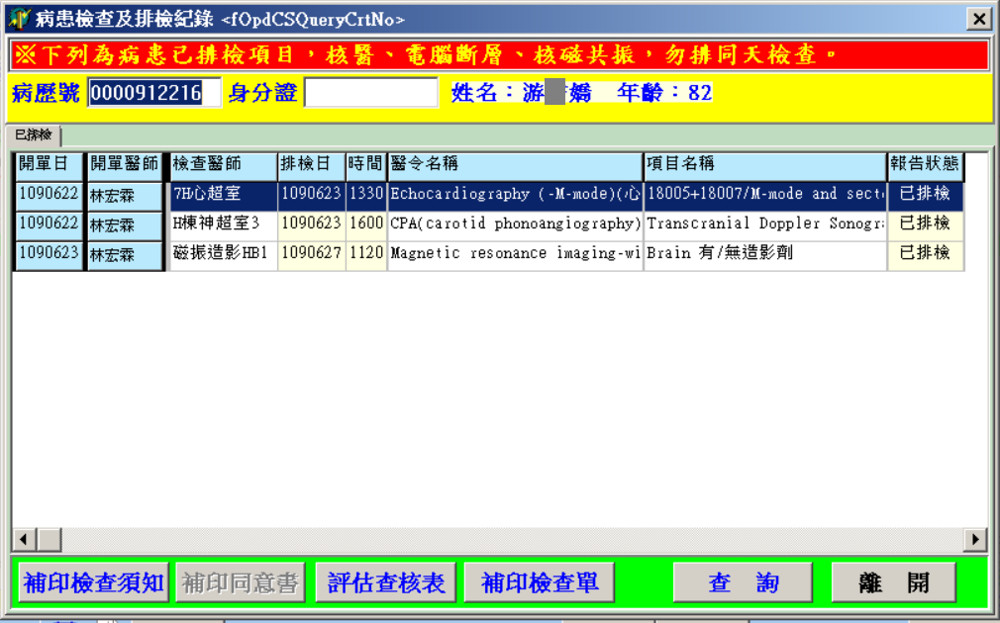 病患檢查及排檢紀錄 <fOpdCSQueryCrtNo>
※下列為病患已排檢項目，核醫、電腦斷層、核磁共振，勿排同天檢查。
病歷號 0000912216 身分證 姓名：游 嬌 年齡：82
已排檢
開單日 開單醫師 檢查醫師 排檢日 時間 醫令名稱 項目名稱 報告狀態
1090622 林宏霖 7H心超室 1090623 1330 Echocardiography (-M-mode)(心 18005+18007/M-mode and sect 已排檢
1090622 林宏霖 H棟神超室3 1090623 1600 CPA(carotid phonoangiography) Transcranial Doppler Sonogr 已排檢
1090623 林宏霖 磁振造影HB1 1090627 1120 Magnetic resonance imaging-wi Brain 有/無造影劑 已排檢
補印檢查須知 補印同意書 評估查核表 補印檢查單 查 詢 離 開